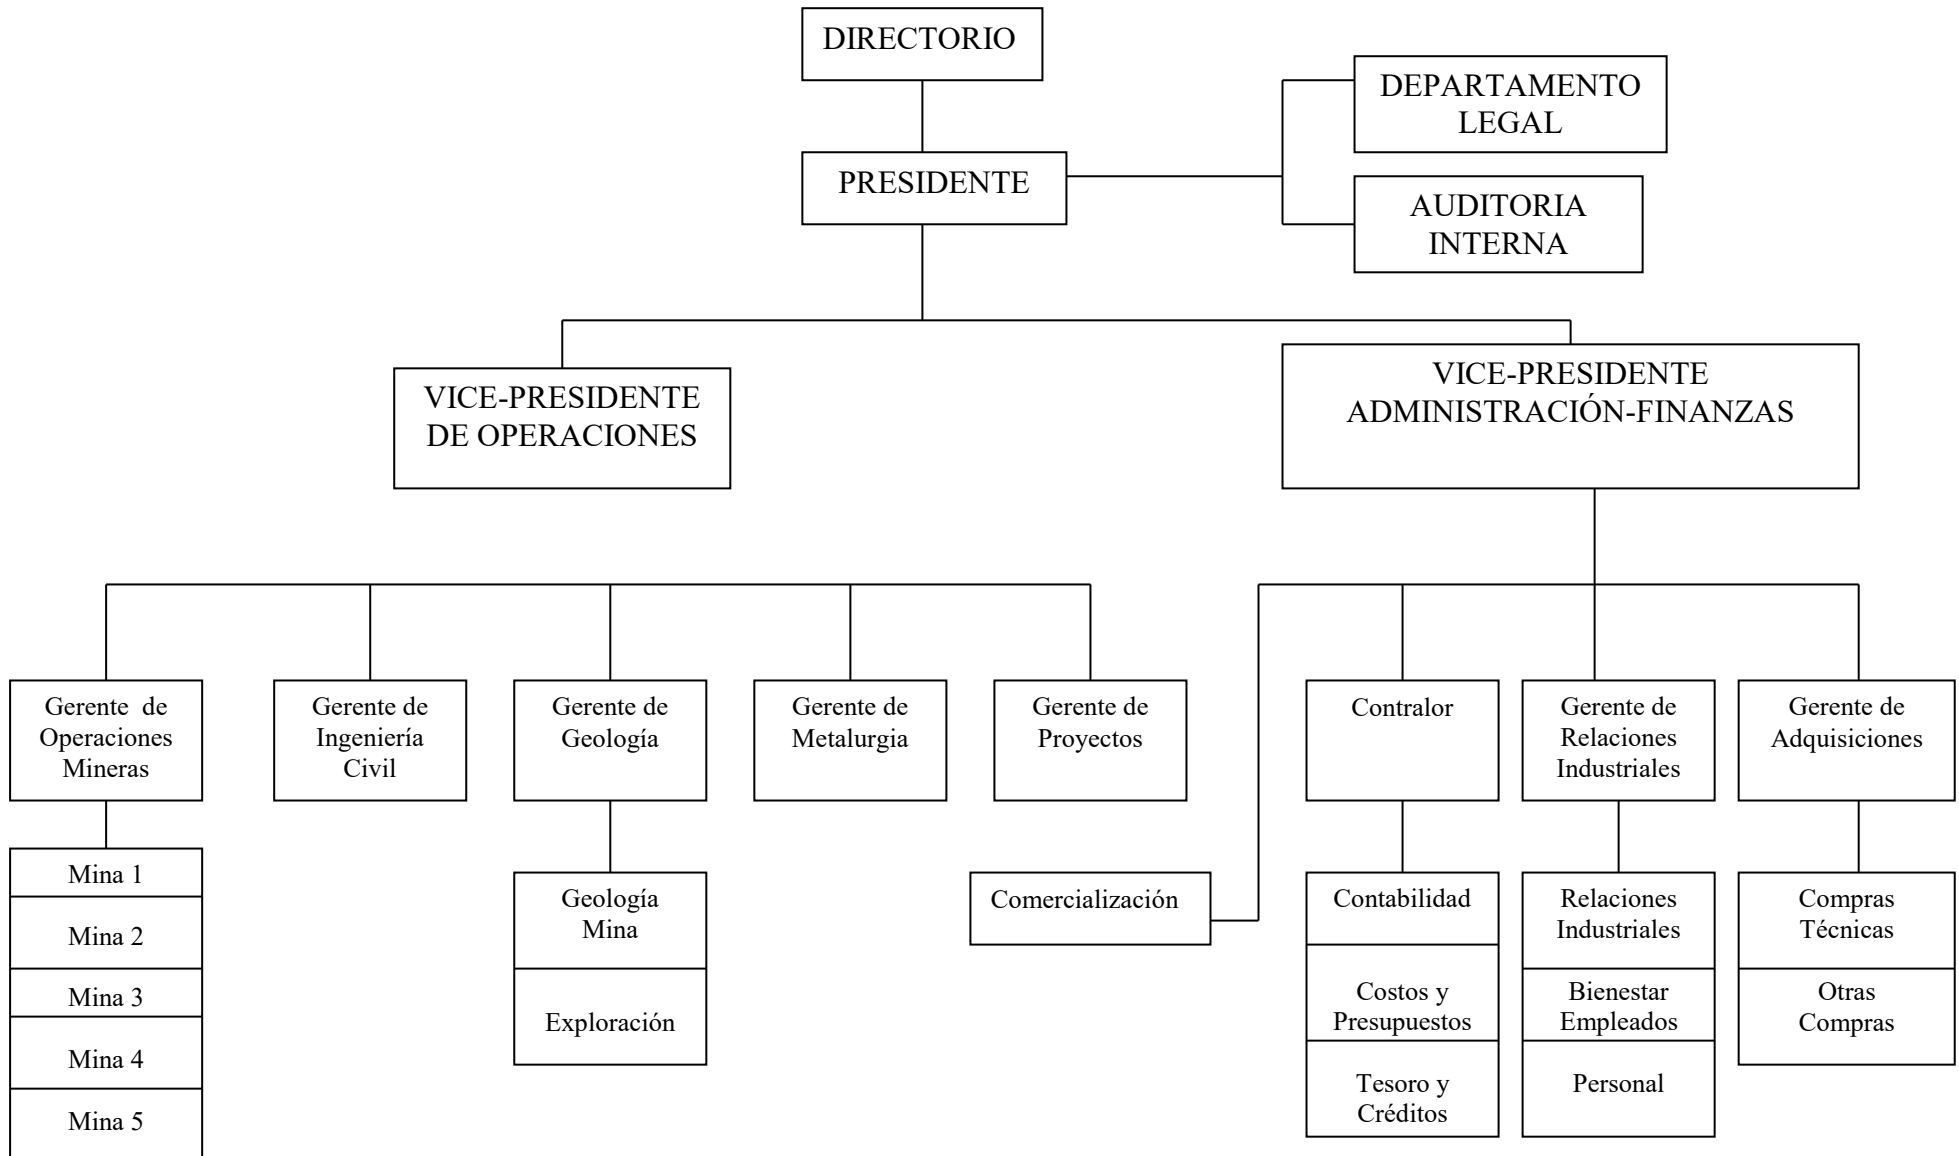 DIRECTORIO
DEPARTAMENTO
LEGAL
PRESIDENTE
AUDITORIA
INTERNA
VICE-PRESIDENTE
DE OPERACIONES
VICE-PRESIDENTE
ADMINISTRACIÓN-FINANZAS
Gerente de
Operaciones
Mineras
Gerente de
Ingeniería
Civil
Gerente de
Geología
Gerente de
Metalurgia
Gerente de
Proyectos
Contralor
Gerente de
Relaciones
Industriales
Gerente de
Adquisiciones
Mina 1
Mina 2
Mina 3
Mina 4
Mina 5
Geología
Mina
Exploración
Comercialización
Contabilidad
Costos y
Presupuestos
Tesoro y
Créditos
Relaciones
Industriales
Bienestar
Empleados
Personal
Compras
Técnicas
Otras
Compras